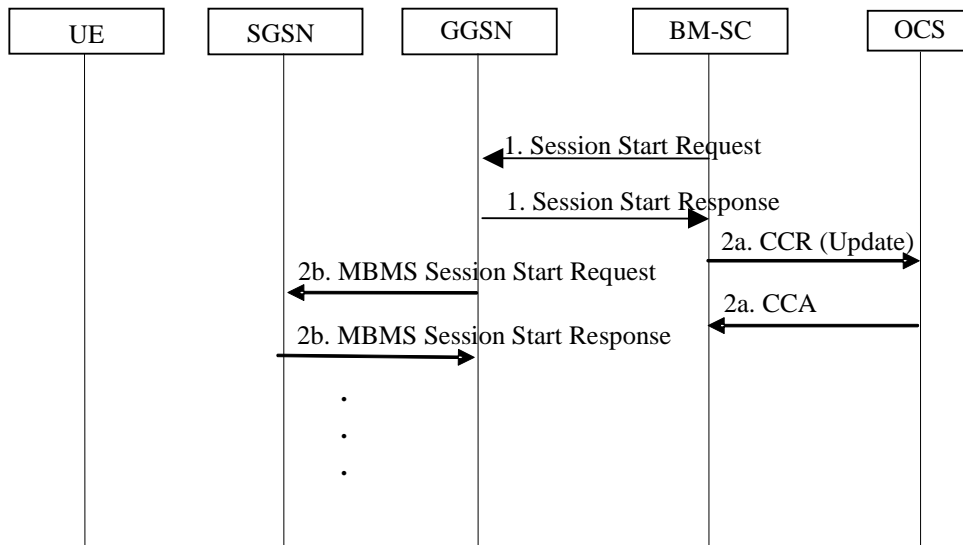 UE
SGSN
GGSN
BM-SC
OCS
1. Session Start Request
1. Session Start Response
2a. CCR (Update)
2b. MBMS Session Start Request
2a. CCA
2b. MBMS Session Start Response
.
.
.